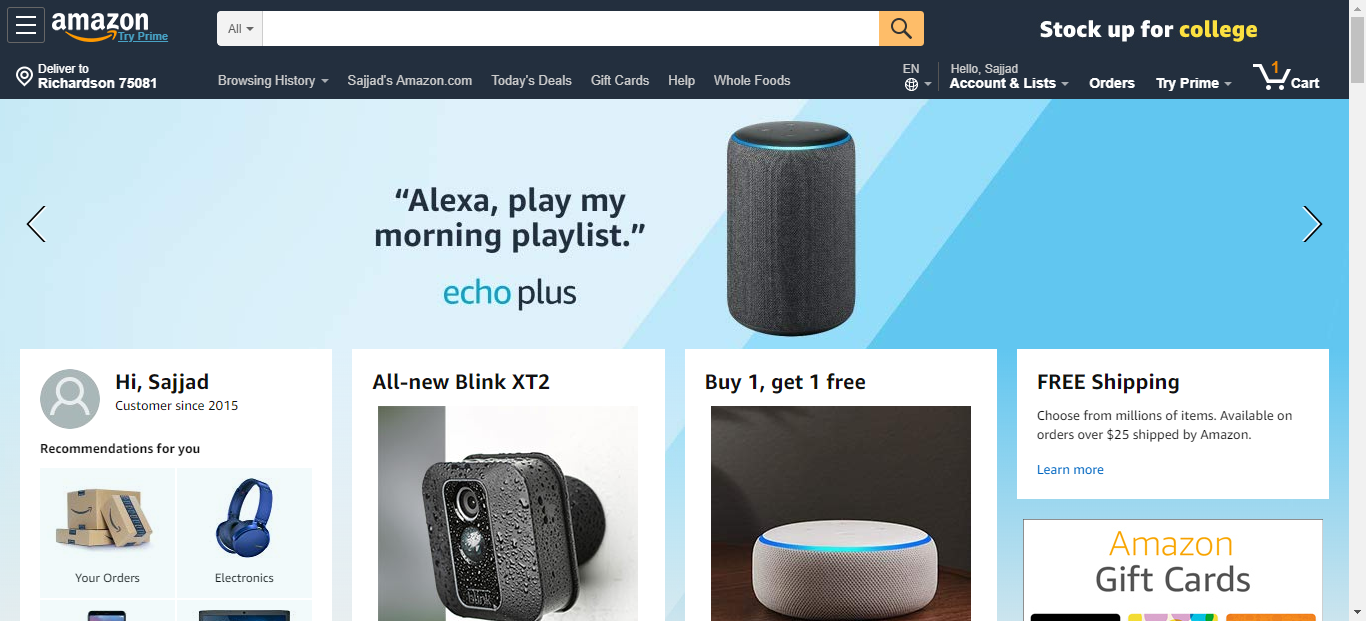 amazon
Try Prime
All
Stock up for college
Deliver to
Richardson 75081
Browsing History
Sajjad's Amazon.com
Today's Deals
Gift Cards
Help
Whole Foods
EN
Hello, Sajjad
Account & Lists
Orders
Try Prime
1
Cart
“Alexa, play my
morning playlist.”
echo plus
Hi, Sajjad
Customer since 2015
Recommendations for you
Your Orders
Electronics
All-new Blink XT2
blink
Buy 1, get 1 free
FREE Shipping
Choose from millions of items. Available on
orders over $25 shipped by Amazon.
Learn more
Amazon
Gift Cards